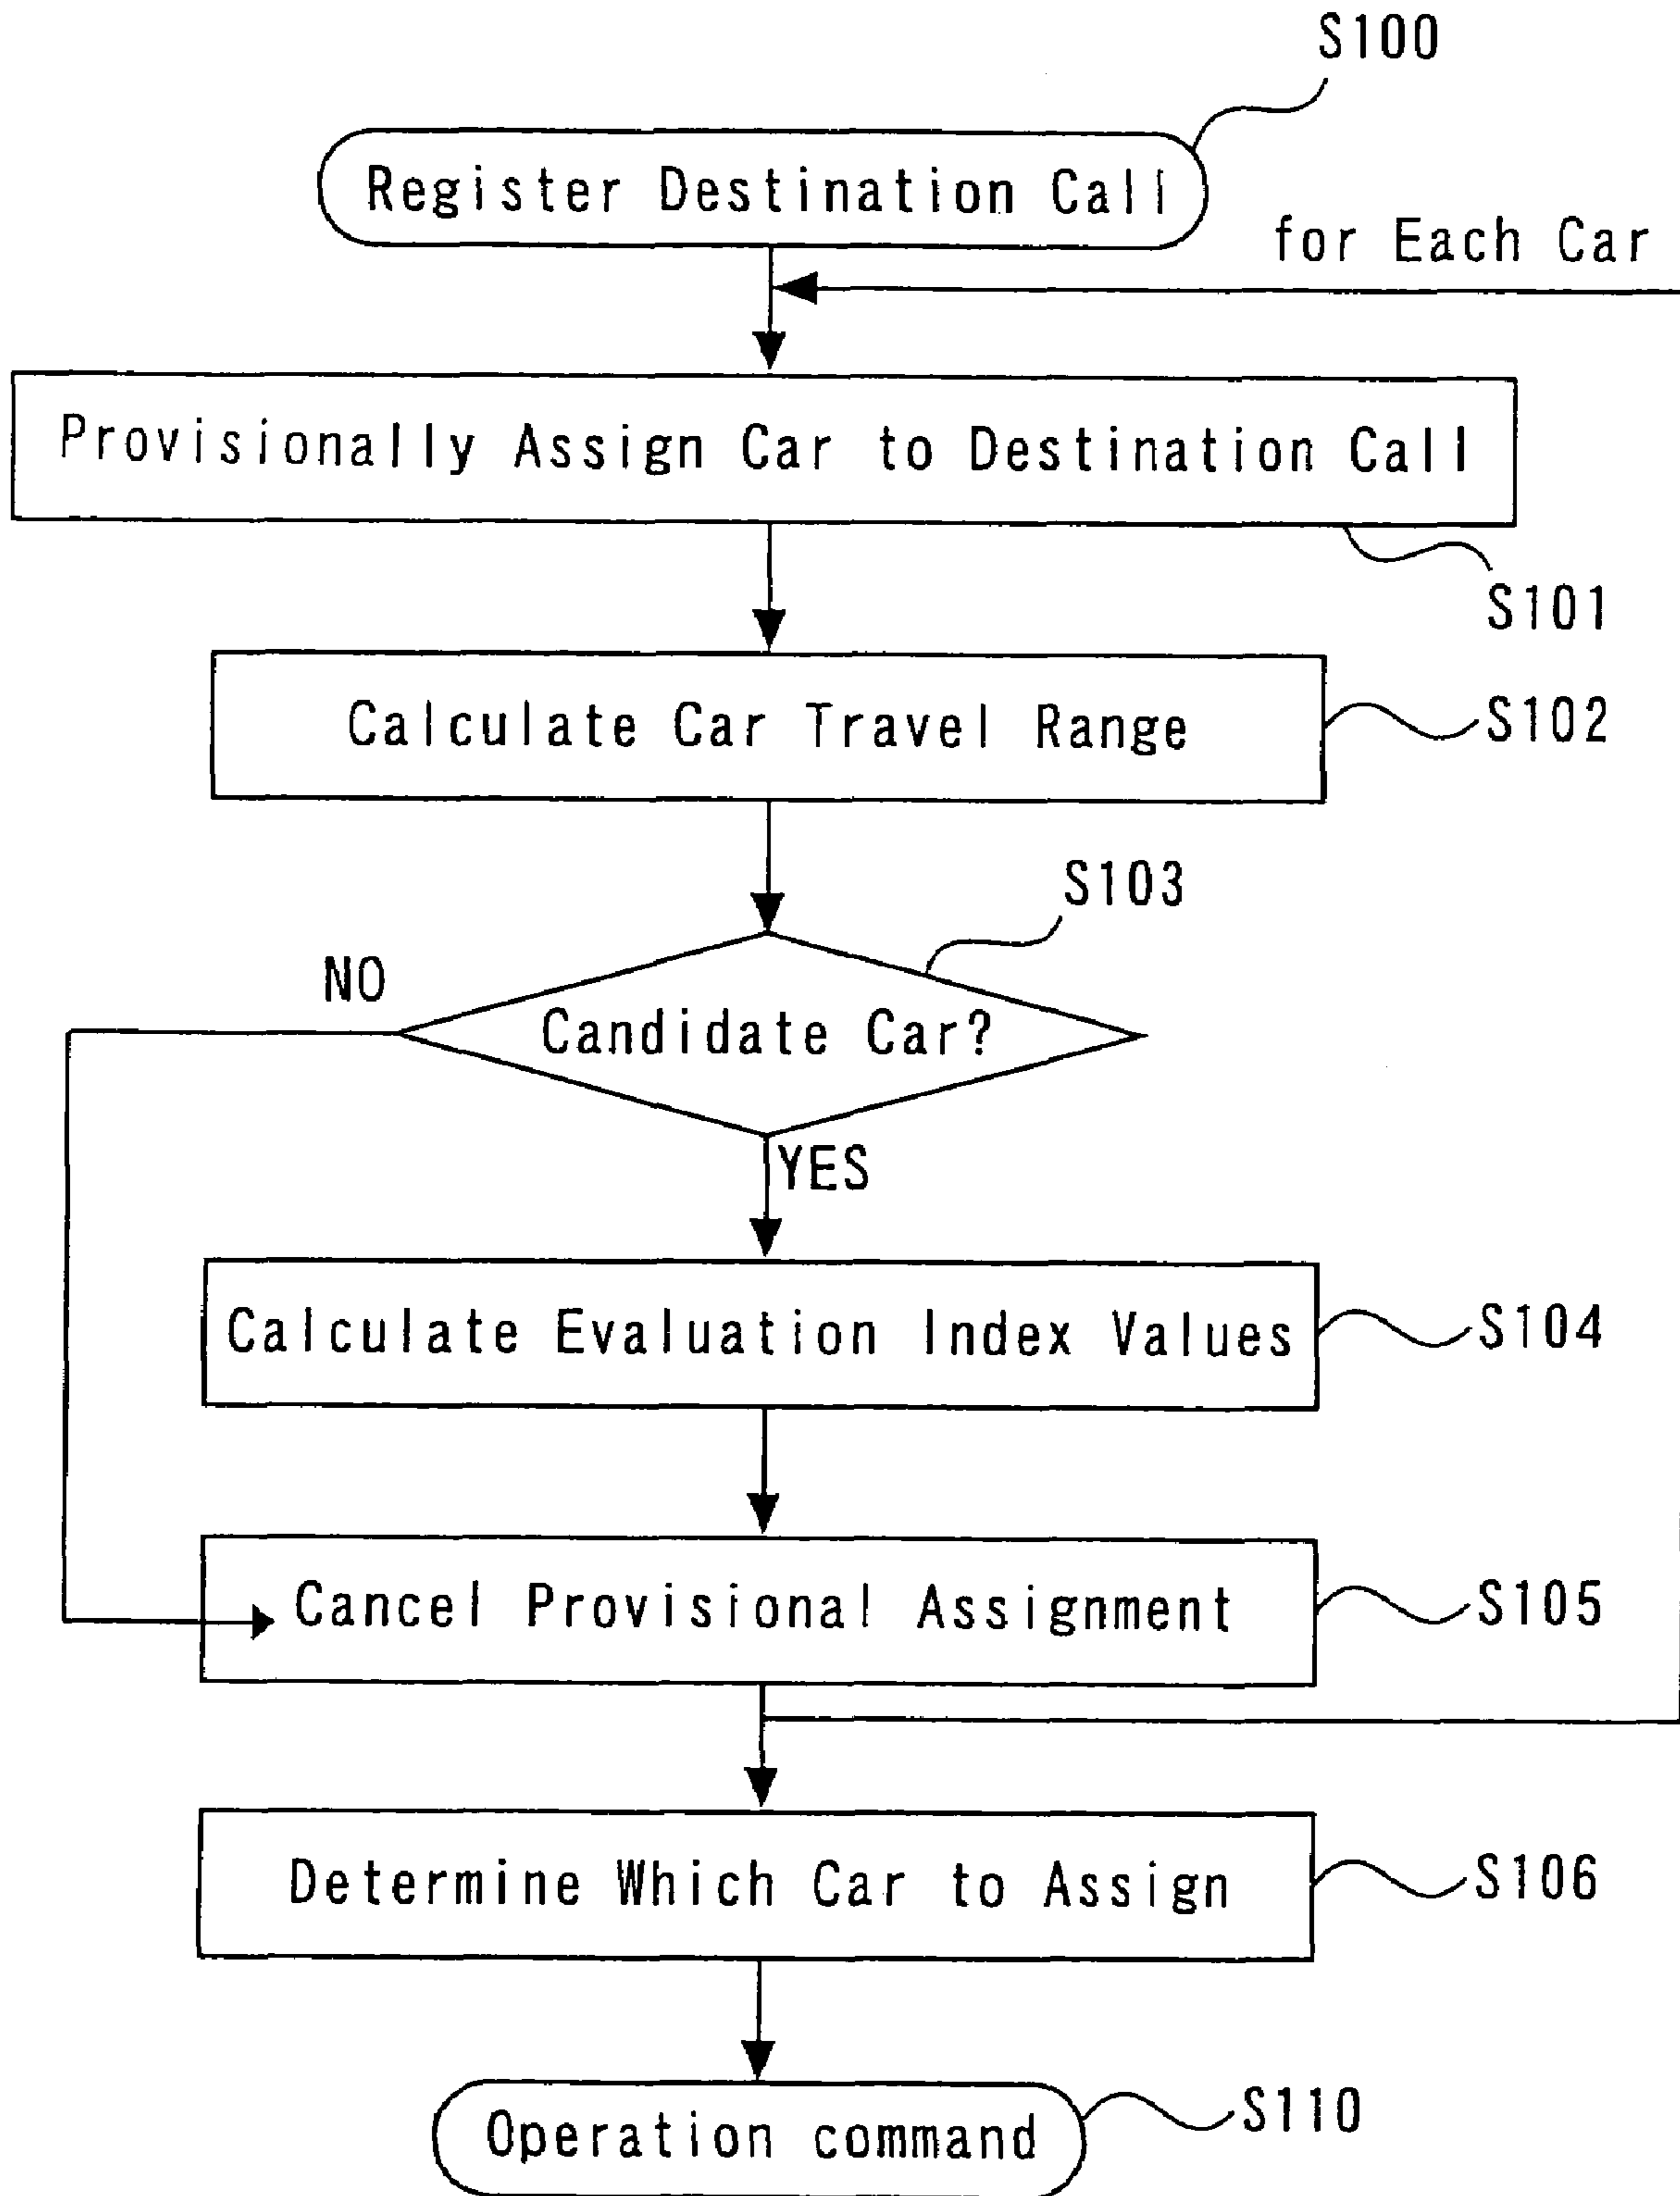 S100
Register Destination Call
for Each Car
Provisionally Assign Car to Destination Call
S101
Calculate Car Travel Range
S102
S103
NO
Candidate Car?
YES
Calculate Evaluation Index Values
S104
Cancel Provisional Assignment
S105
Determine Which Car to Assign
S106
Operation command
S110